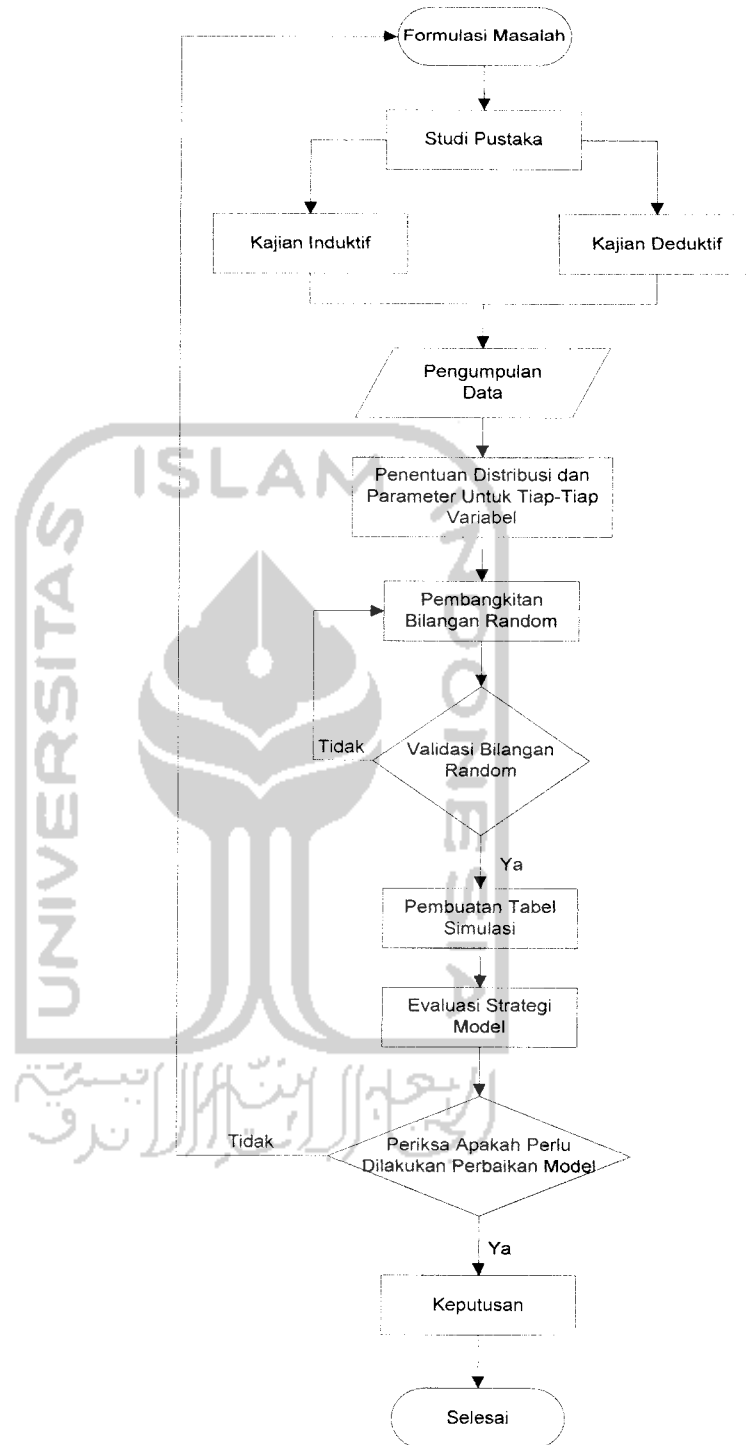 Formulasi Masalah
Studi Pustaka
Kajian Induktif
Kajian Deduktif
Pengumpulan
Data
Penentuan Distribusi dan
Parameter Untuk Tiap-Tiap
Variabel
Pembangkitan
Bilangan Random
Tidak
Validasi Bilangan
Random
Ya
Pembuatan Tabel
Simulasi
Evaluasi Strategi
Model
Tidak
Periksa Apakah Perlu
Dilakukan Perbaikan Model
Ya
Keputusan
Selesai
UNIVERSITAS
ISLAM
INDONESIA